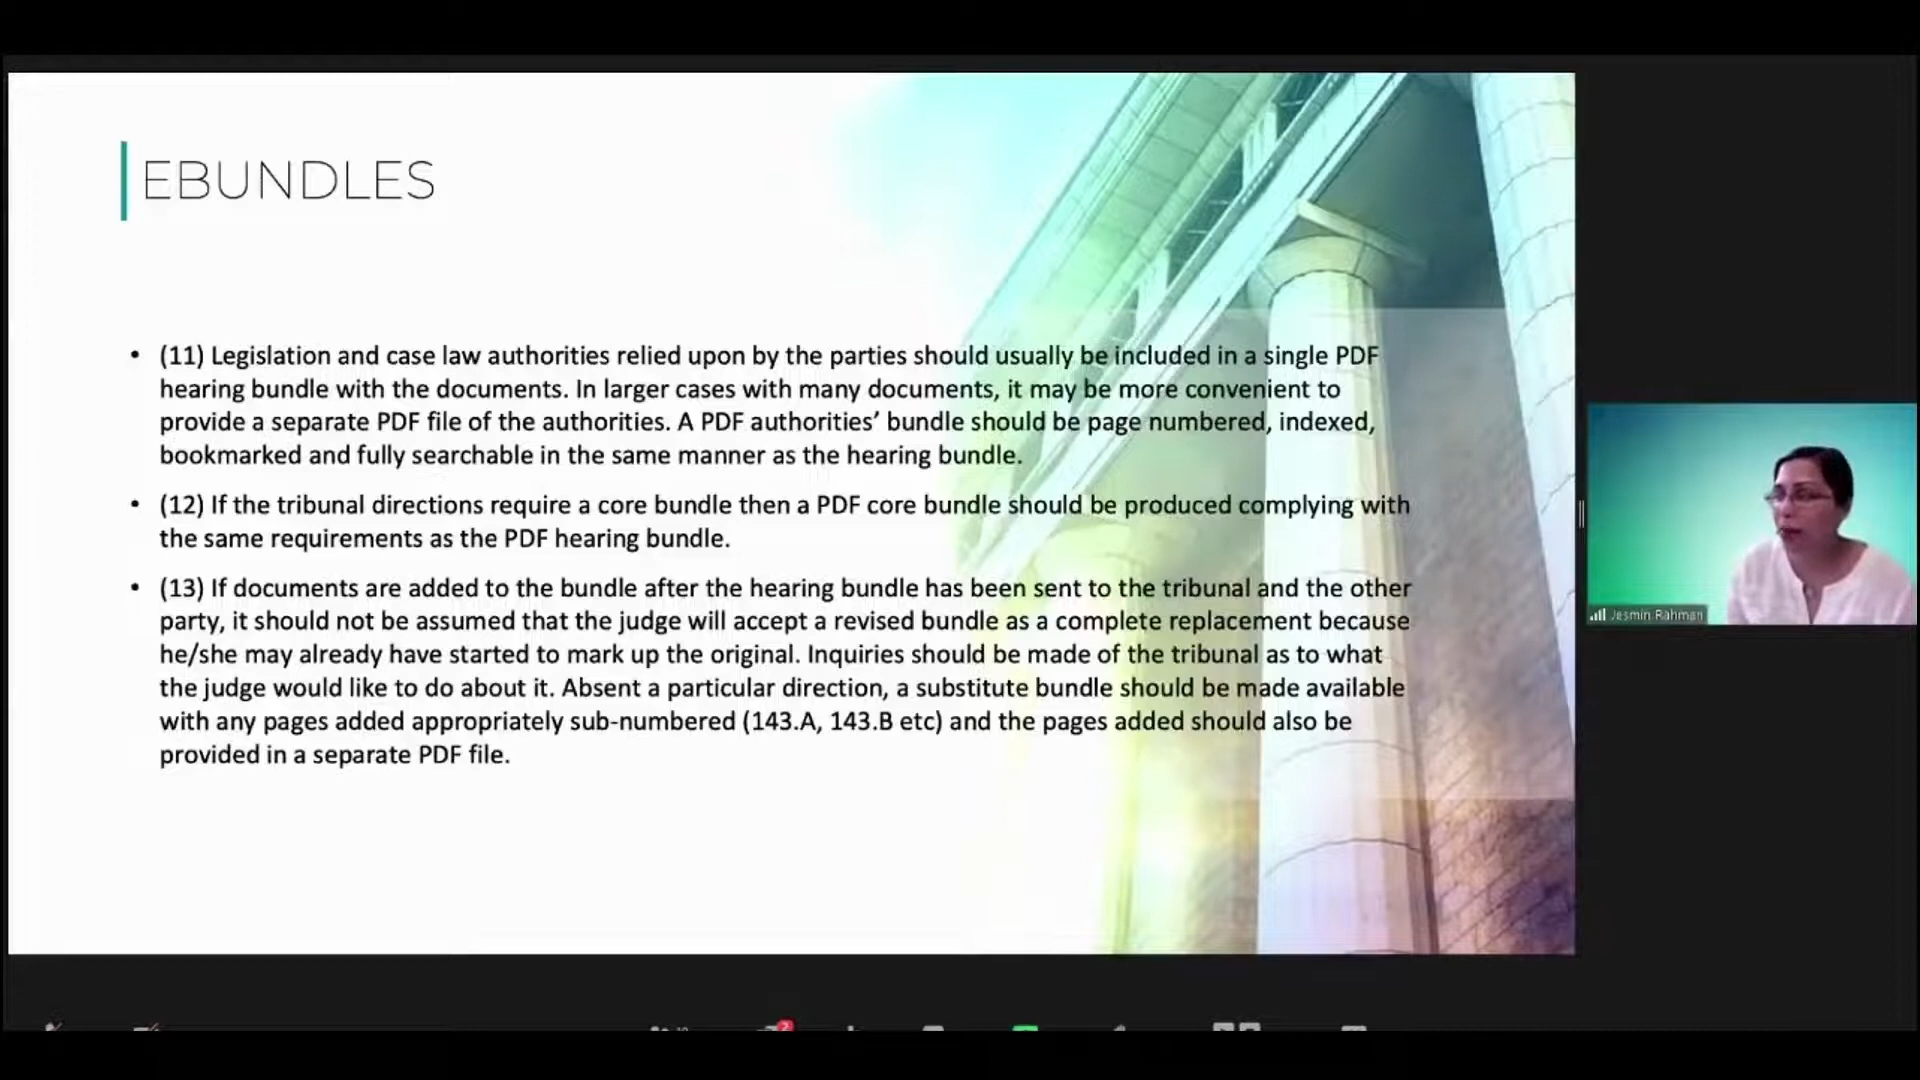 EBUNDLES
• (11) Legislation and case law authorities relied upon by the parties should usually be included in a single PDF
hearing bundle with the documents. In larger cases with many documents, it may be more convenient to
provide a separate PDF file of the authorities. A PDF authorities’ bundle should be page numbered, indexed,
bookmarked and fully searchable in the same manner as the hearing bundle.
• (12) If the tribunal directions require a core bundle then a PDF core bundle should be produced complying with
the same requirements as the PDF hearing bundle.
• (13) If documents are added to the bundle after the hearing bundle has been sent to the tribunal and the other
party, it should not be assumed that the judge will accept a revised bundle as a complete replacement because
he/she may already have started to mark up the original. Inquiries should be made of the tribunal as to what
the judge would like to do about it. Absent a particular direction, a substitute bundle should be made available
with any pages added appropriately sub-numbered (143.A, 143.B etc) and the pages added should also be
provided in a separate PDF file.
Jesmin Rahman
2